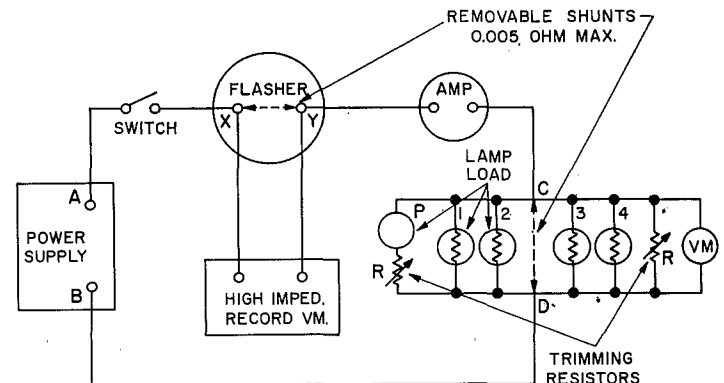 REMOVABLE SHUNTS
0.005 OHM MAX.
FLASHER
X
Y
AMP
SWITCH
LAMP
LOAD
A
POWER
SUPPLY
B
HIGH IMPED.
RECORD VM.
C
P
1
2
3
4
R
R
VM
D
TRIMMING
RESISTORS